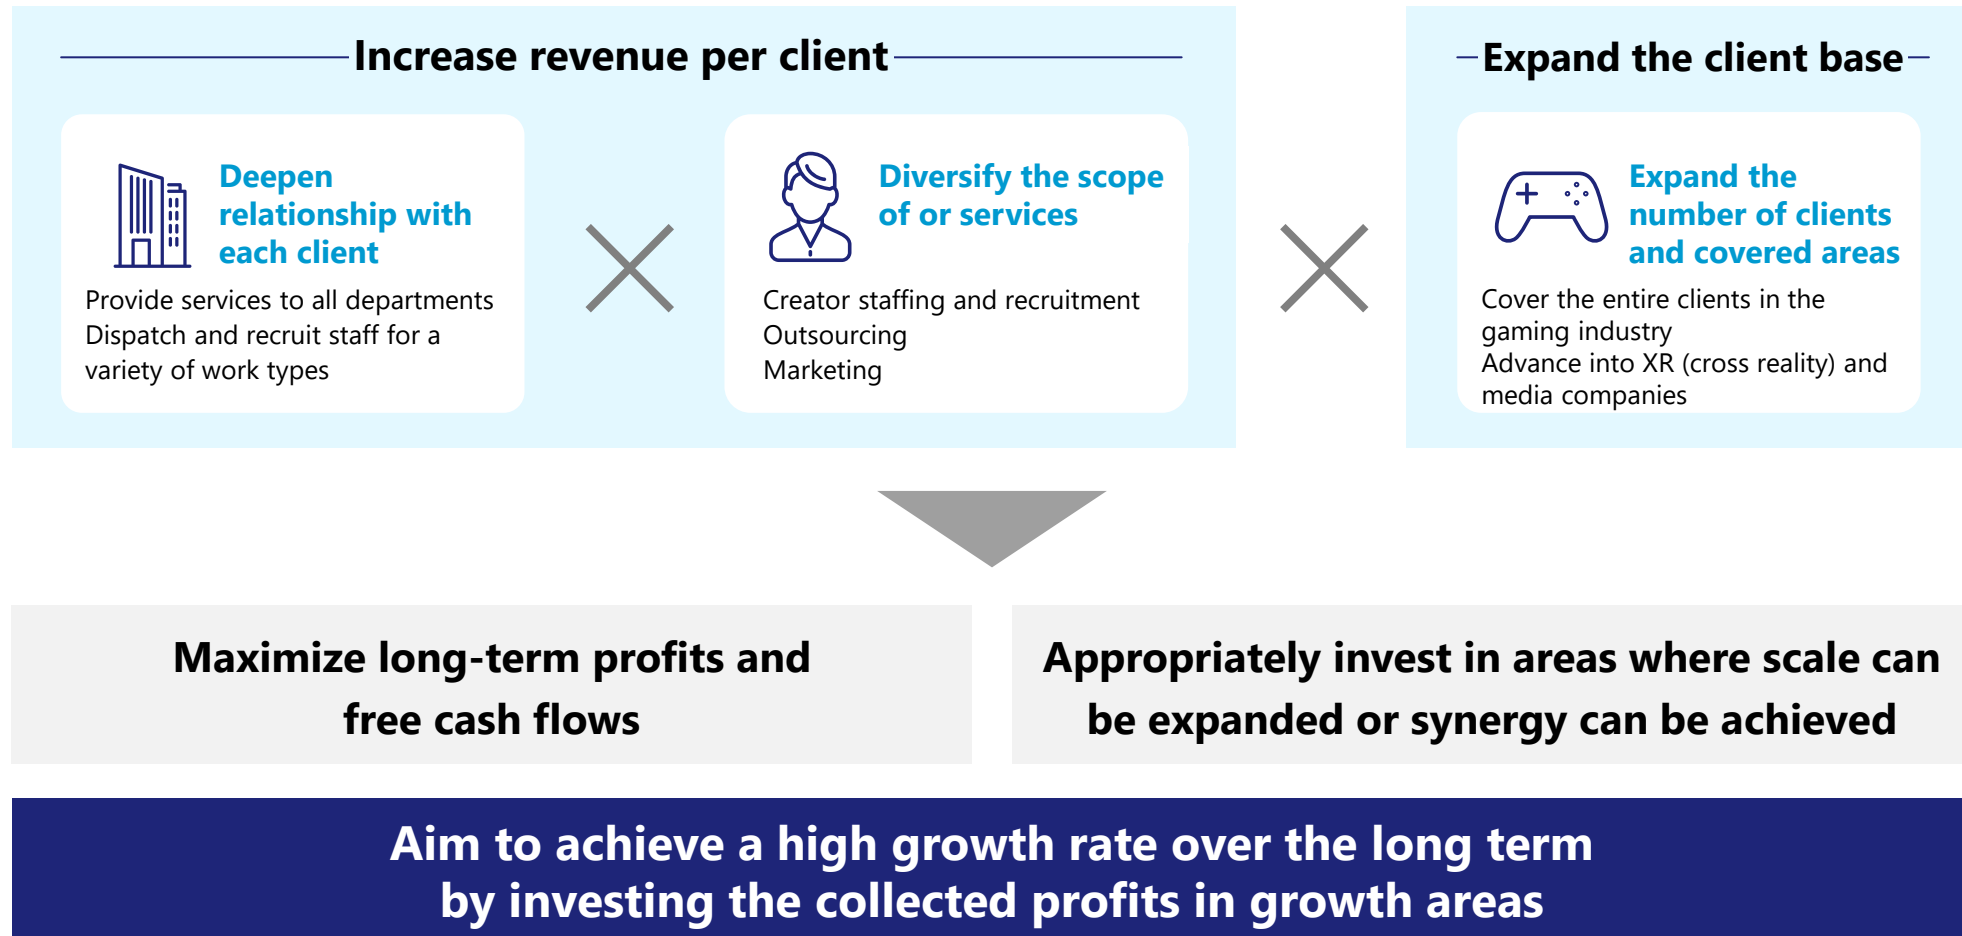 Increase revenue per client
Deepen
relationship with
each client
Provide services to all departments
Dispatch and recruit staff for a
variety of work types
Diversify the scope
of or services
Creator staffing and recruitment
Outsourcing
Marketing
Expand the client base
Expand the
number of clients
and covered areas
Cover the entire clients in the
gaming industry
Advance into XR (cross reality) and
media companies
Maximize long-term profits and
free cash flows
Appropriately invest in areas where scale can
be expanded or synergy can be achieved
Aim to achieve a high growth rate over the long term
by investing the collected profits in growth areas